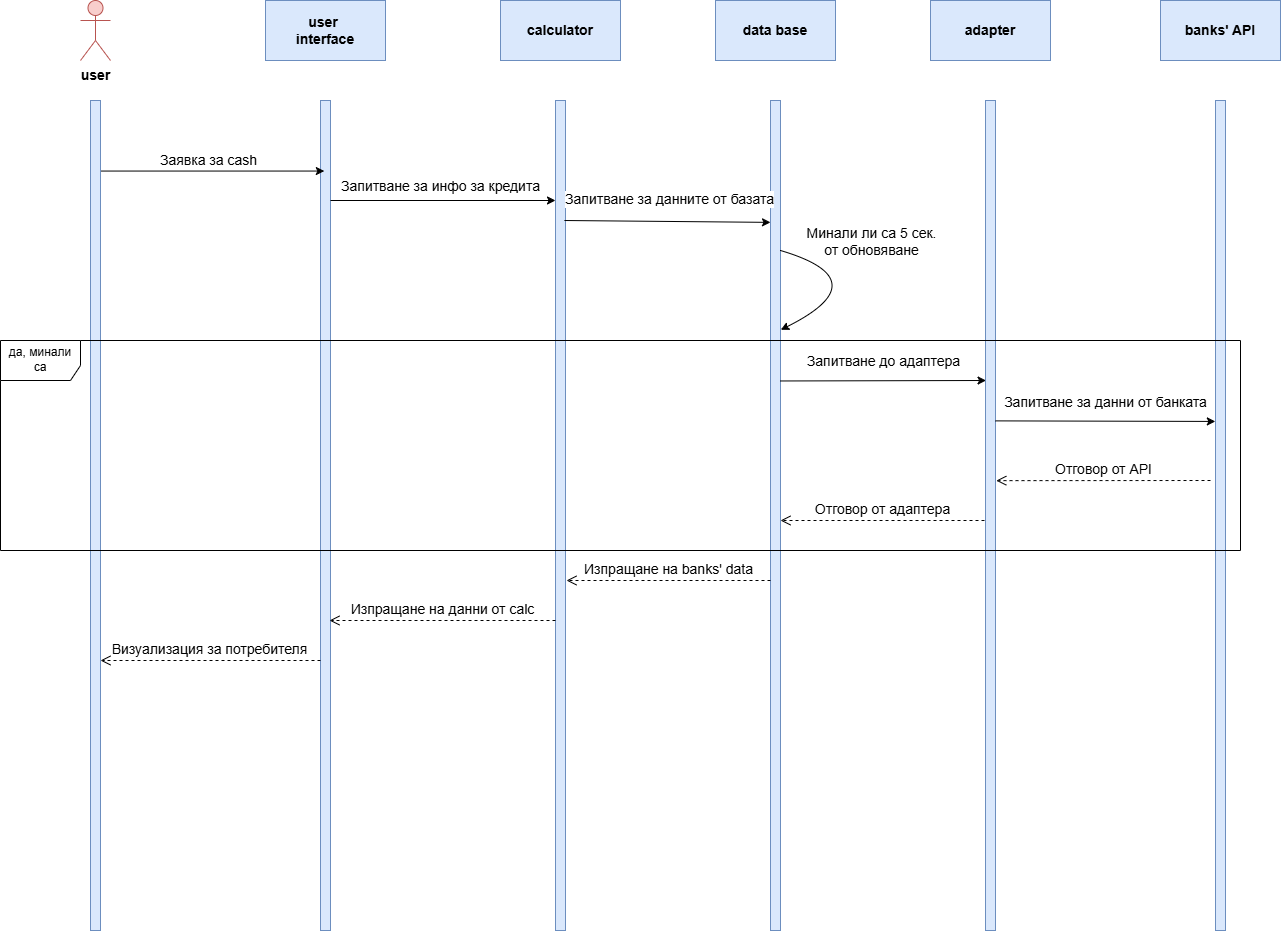 user
user
interface
calculator
data base
adapter
banks' API
Заявка за cash
Запитване за инфо за кредита
Запитване за данните от базата
Минали ли са 5 сек.
от обновяване
да, минали
са
Запитване до адаптера
Запитване за данни от банката
Отговор от API
Отговор от адаптера
Изпращане на banks' data
Изпращане на данни от calc
Визуализация за потребителя